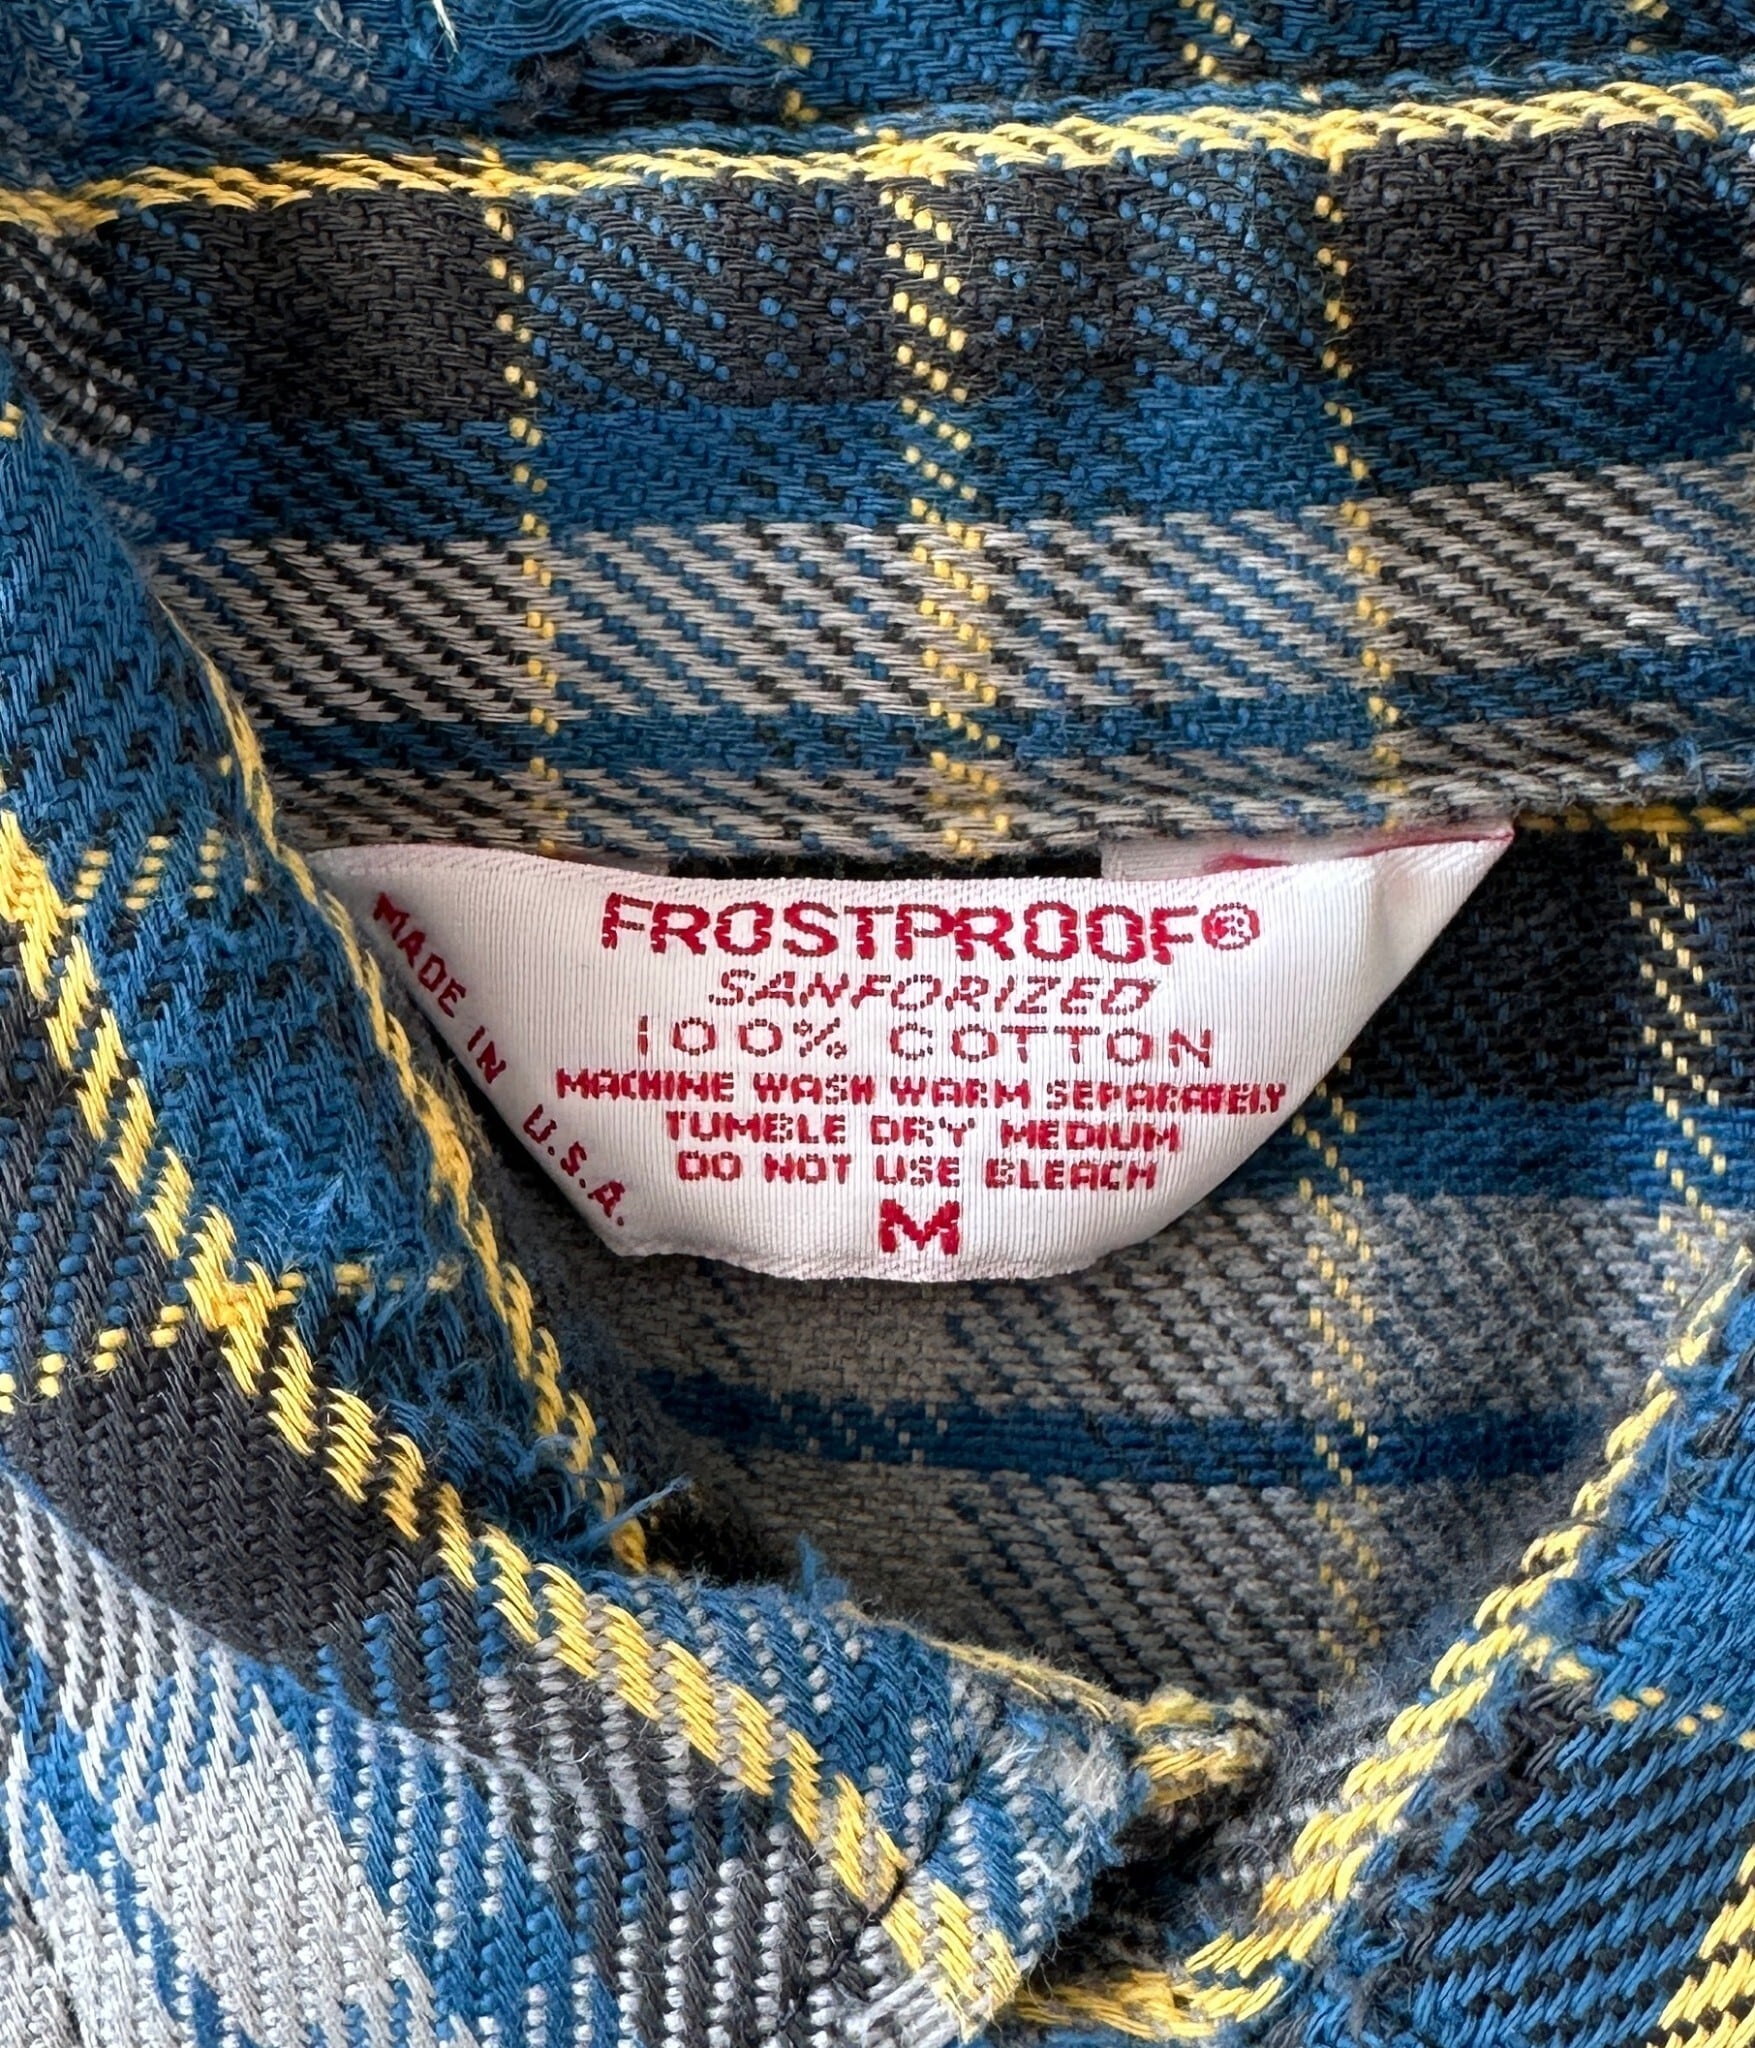 FROSTPROOF®
SANFORIZED
100% COTTON
MACHINE WASH WARM SEPARATELY
TUMBLE DRY MEDIUM
DO NOT USE BLEACH
M
MADE IN U.S.A.